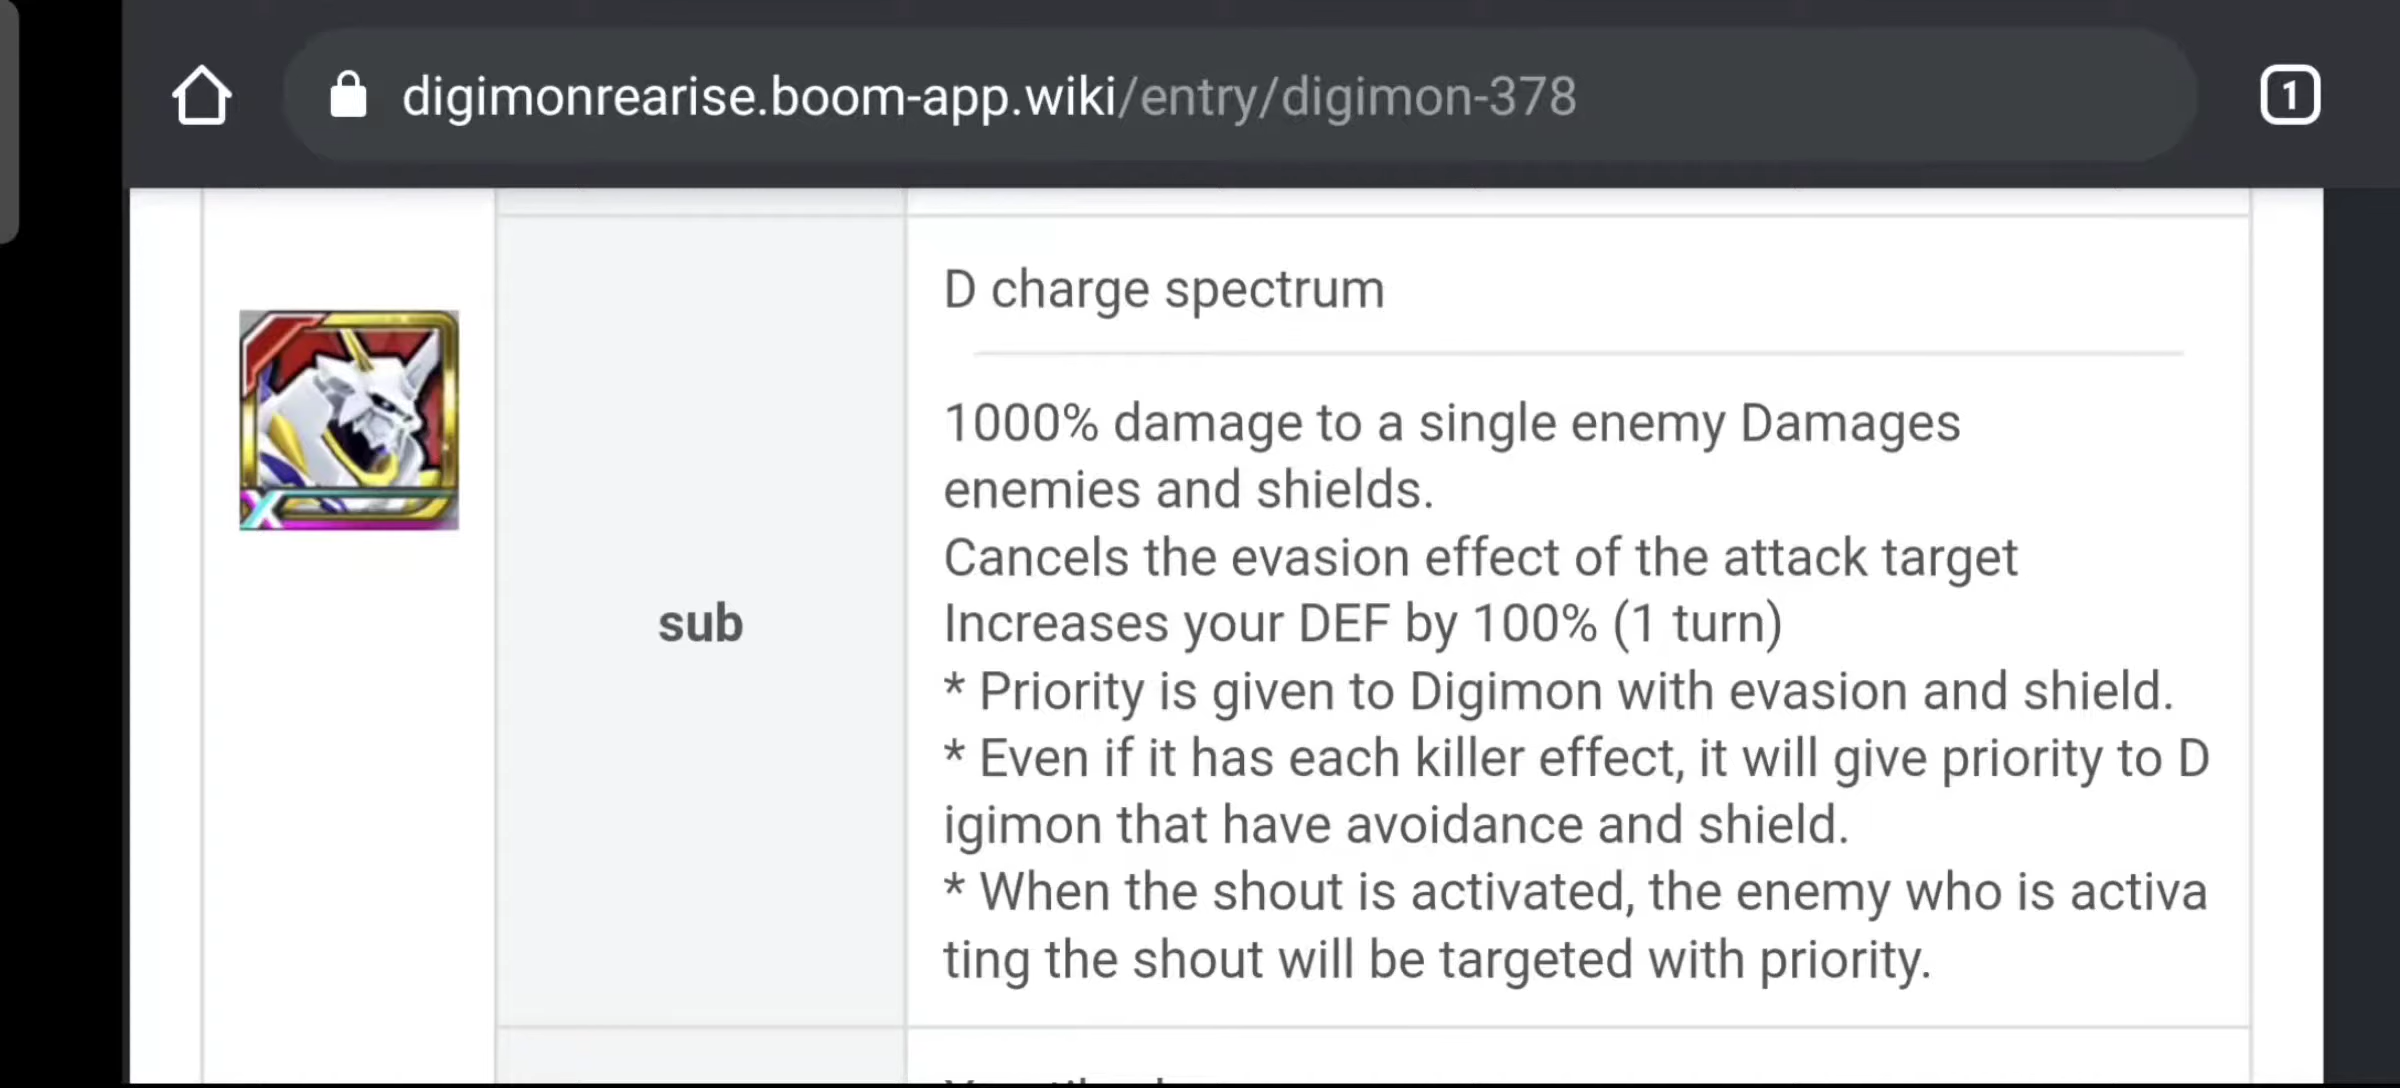 digimonrearise.boom-app.wiki/entry/digimon-378
1
D charge spectrum
1000% damage to a single enemy Damages
enemies and shields.
Cancels the evasion effect of the attack target
Increases your DEF by 100% (1 turn)
* Priority is given to Digimon with evasion and shield.
* Even if it has each killer effect, it will give priority to D
igimon that have avoidance and shield.
* When the shout is activated, the enemy who is activa
ting the shout will be targeted with priority.
sub
X